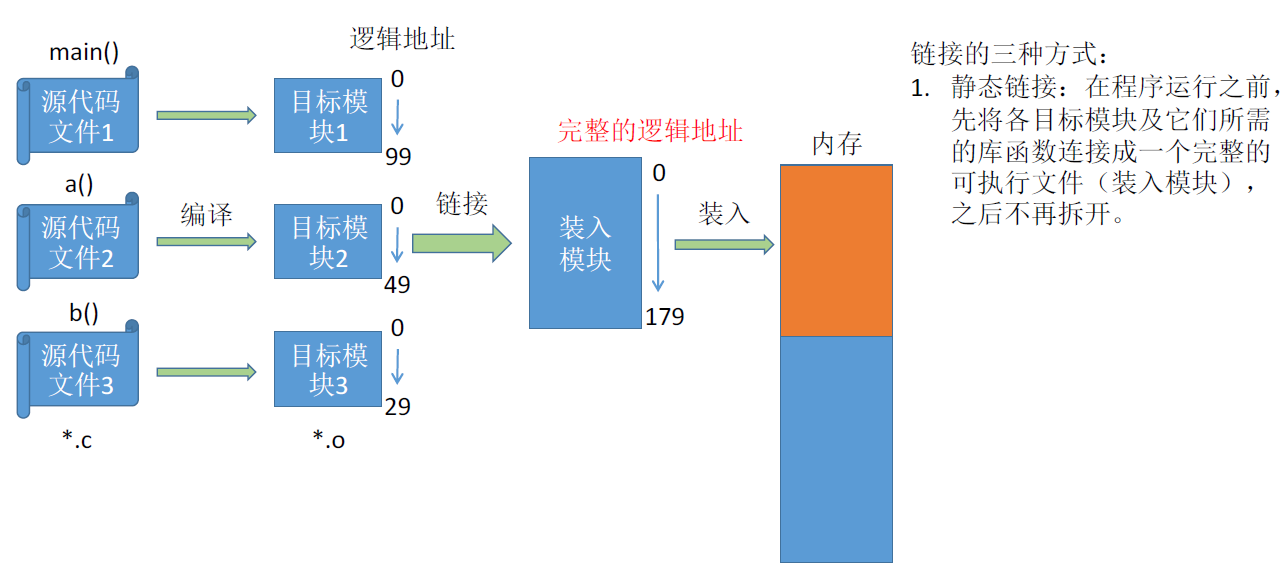 逻辑地址
main()
源代码
文件1
目标模
块1
0
99
a()
源代码
文件2
编译
目标模
块2
0
49
链接
b()
源代码
文件3
目标模
块3
0
29
*.c
*.o
完整的逻辑地址
装入
模块
0
179
装入
内存
链接的三种方式：
1. 静态链接：在程序运行之前，
先将各目标模块及它们所需
的库函数连接成一个完整的
可执行文件（装入模块），
之后不再拆开。